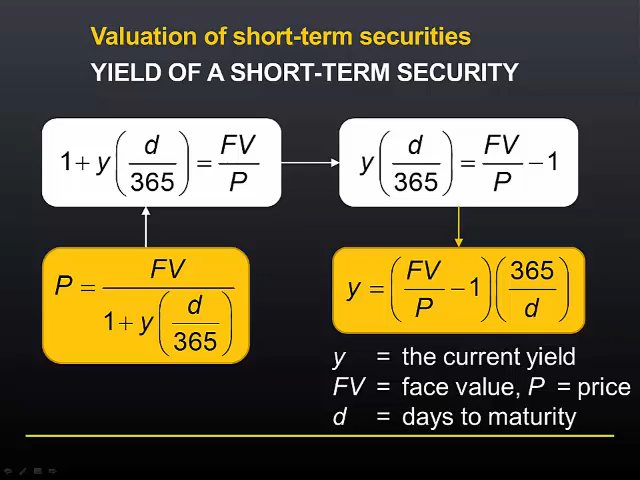 Valuation of short-term securities
YIELD OF A SHORT-TERM SECURITY
1 + y (d/365) = FV/P
y (d/365) = FV/P − 1
P = FV / (1 + y (d/365))
y = (FV/P − 1) (365/d)
y = the current yield
FV = face value, P = price
d = days to maturity